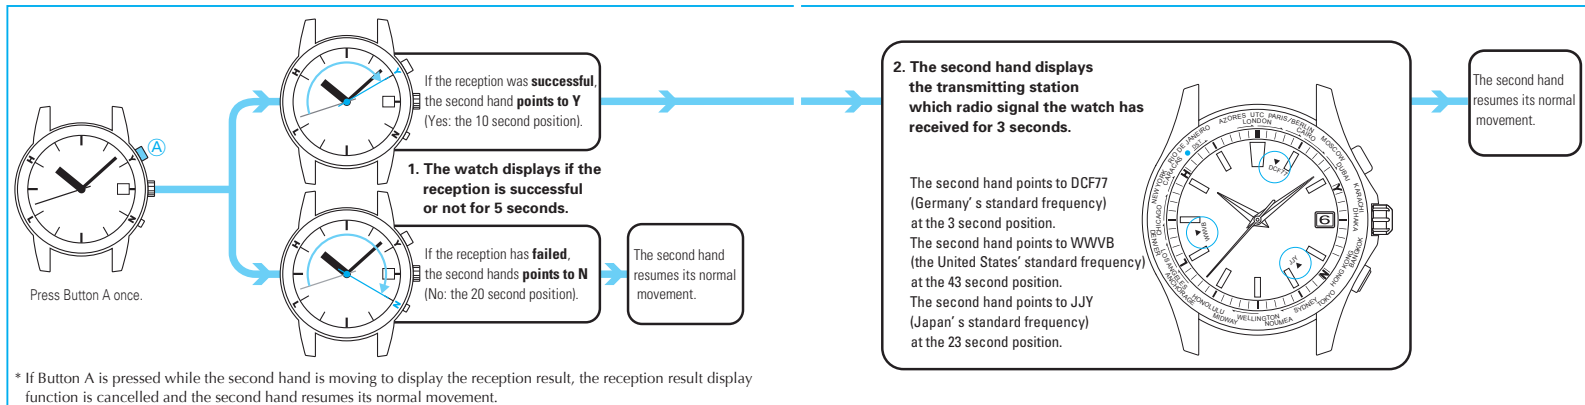 Press Button A once.
A
H
Y
L
N
H
Y
L
N
If the reception was successful,
the second hand points to Y
(Yes: the 10 second position).
1. The watch displays if the
reception is successful
or not for 5 seconds.
H
Y
L
N
If the reception has failed,
the second hands points to N
(No: the 20 second position).
The second hand
resumes its normal
movement.
2. The second hand displays
the transmitting station
which radio signal the watch has
received for 3 seconds.
The second hand points to DCF77
(Germany' s standard frequency)
at the 3 second position.
The second hand points to WWVB
(the United States' standard frequency)
at the 43 second position.
The second hand points to JJY
(Japan' s standard frequency)
at the 23 second position.
UTC
LONDON
PARIS/BERLIN
CAIRO
MOSCOW
DUBAI
KARACHI
DHAKA
BANGKOK
HONG KONG
TOKYO
SYDNEY
NOUMEA
WELLINGTON
MIDWAY
HONOLULU
ANCHORAGE
LOS ANGELES
DENVER
CHICAGO
NEW YORK
CARACAS
RIO DE JANEIRO
AZORES
DST
H
Y
L
N
DCF77
WWVB
JJY
6
The second hand
resumes its normal
movement.
* If Button A is pressed while the second hand is moving to display the reception result, the reception result display
function is cancelled and the second hand resumes its normal movement.